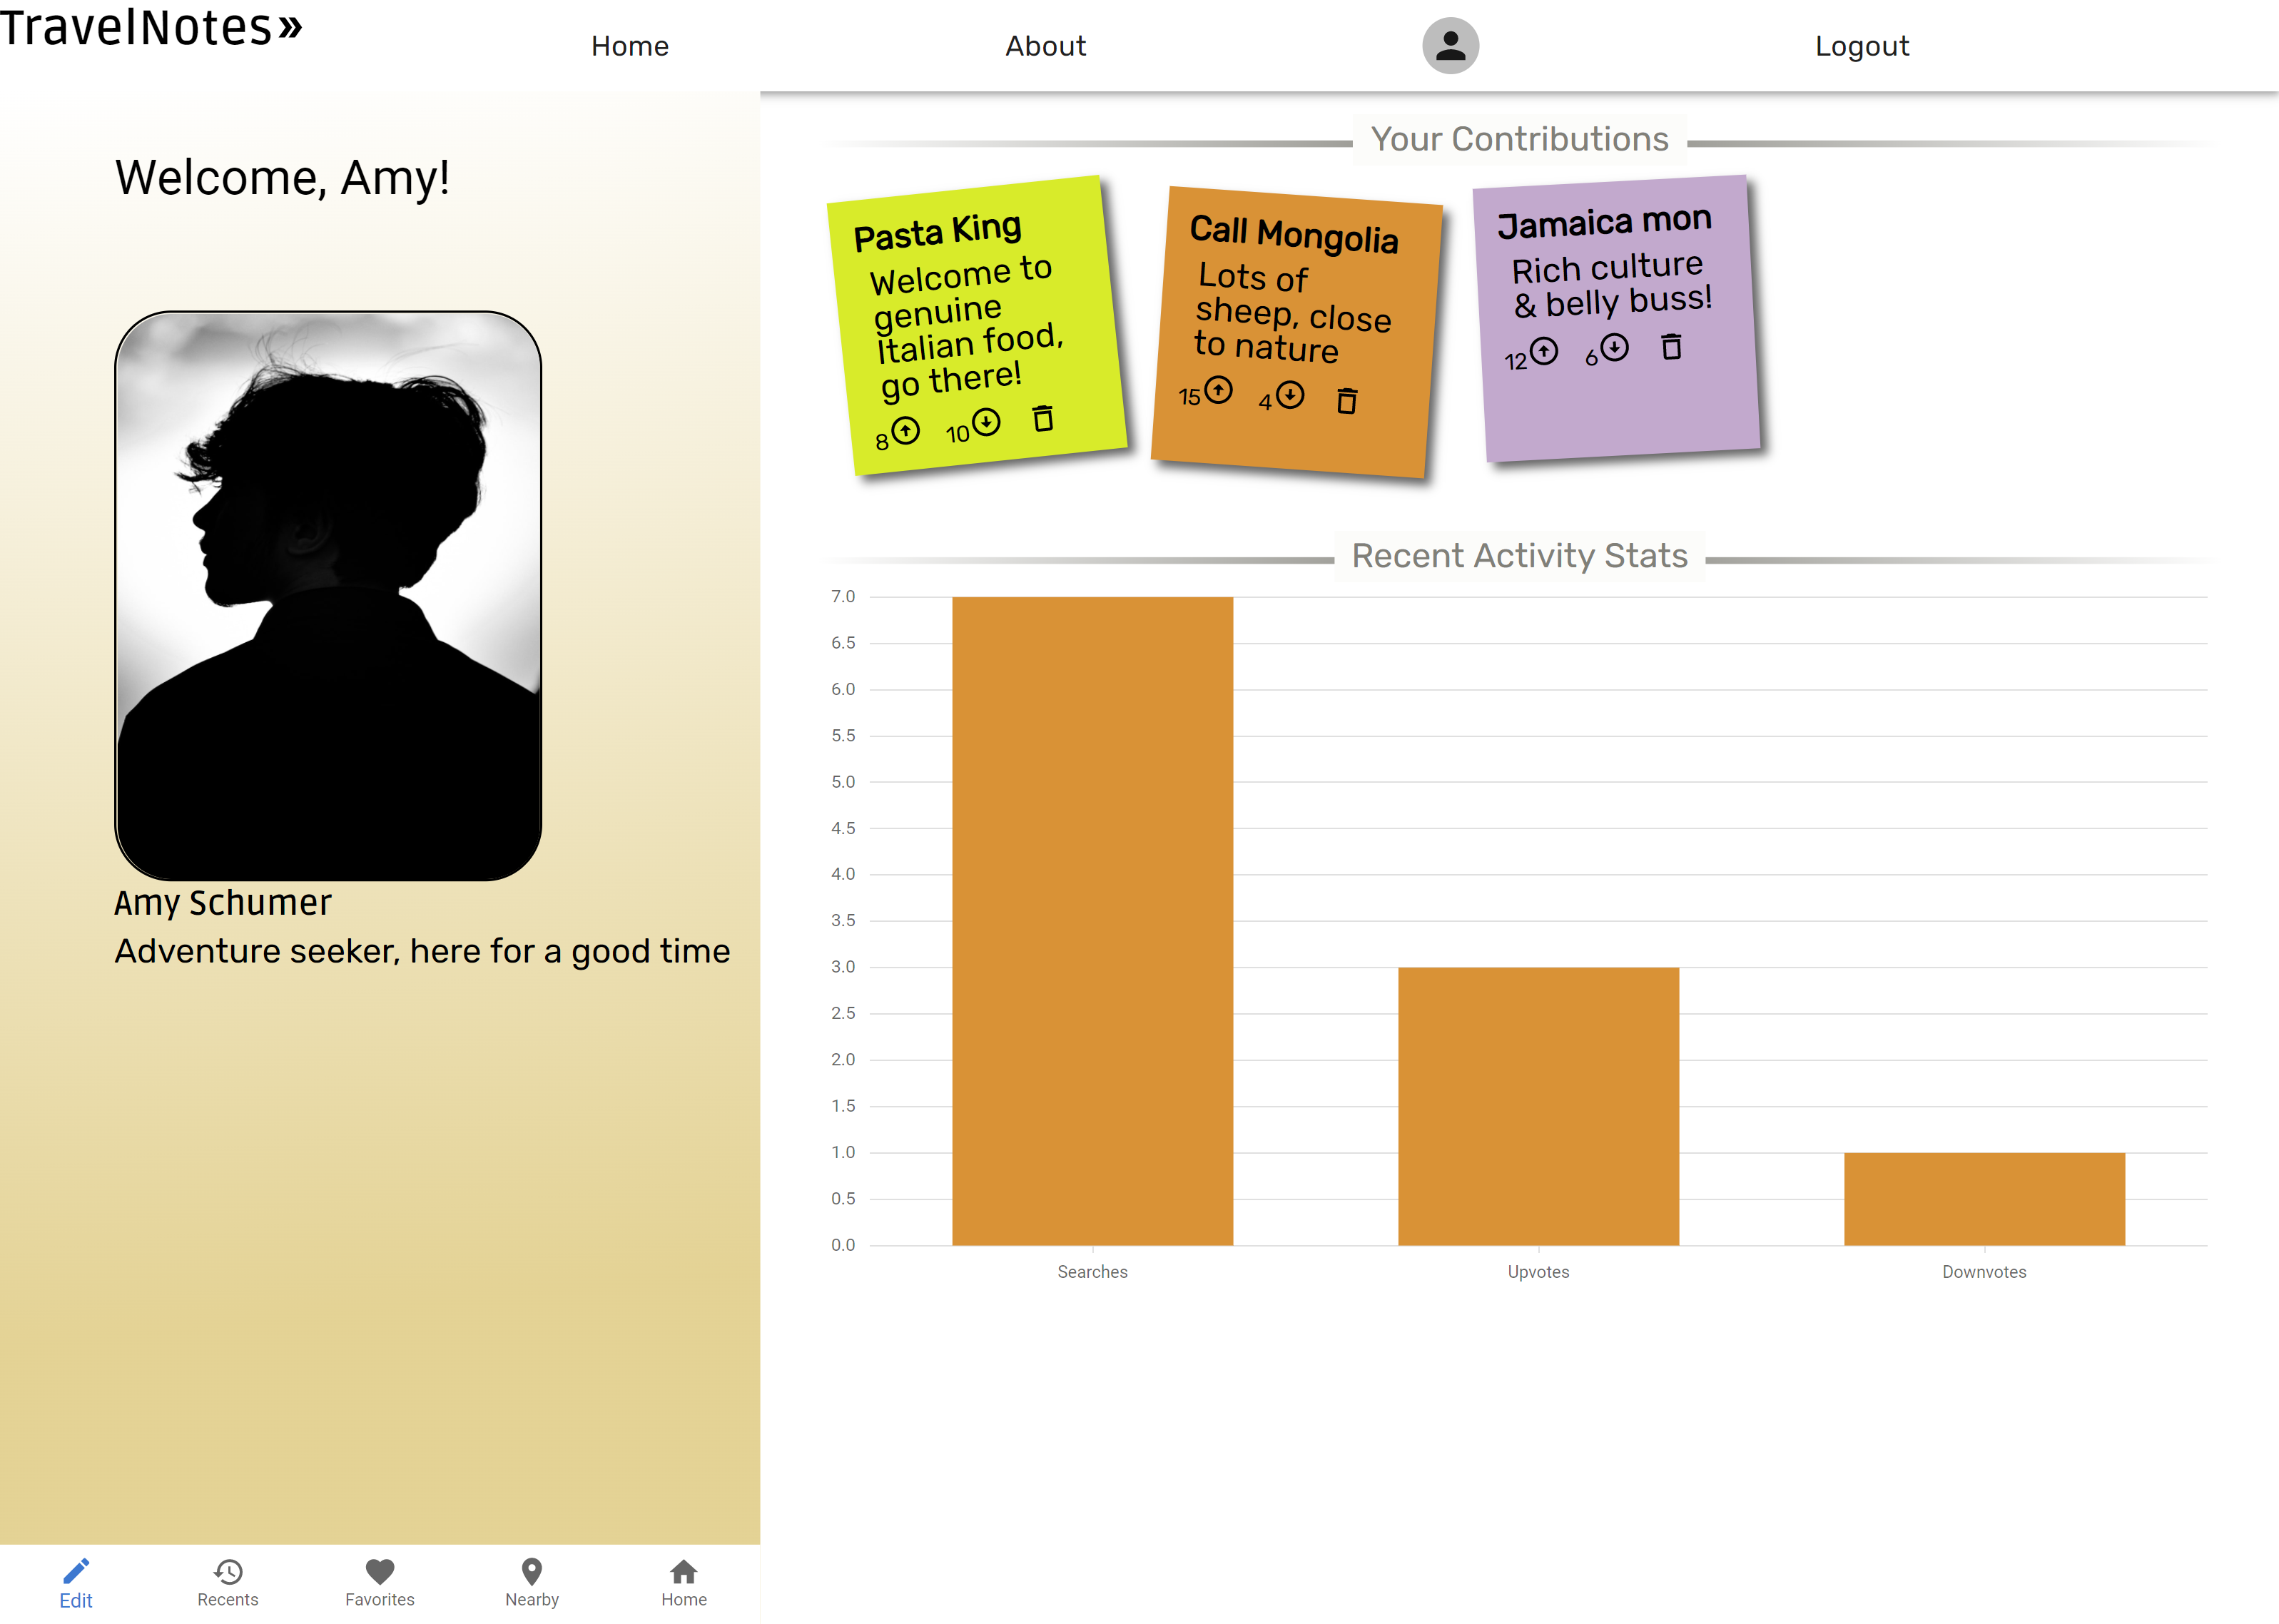 TravelNotes»
Home
About
Logout
Welcome, Amy!
Amy Schumer
Adventure seeker, here for a good time
Edit
Recents
Favorites
Nearby
Home
Your Contributions
Pasta King
Welcome to
genuine
Italian food,
go there!
8
10
Call Mongolia
Lots of
sheep, close
to nature
15
4
Jamaica mon
Rich culture
& belly buss!
12
6
Recent Activity Stats
7.0
6.5
6.0
5.5
5.0
4.5
4.0
3.5
3.0
2.5
2.0
1.5
1.0
0.5
0.0
Searches
Upvotes
Downvotes